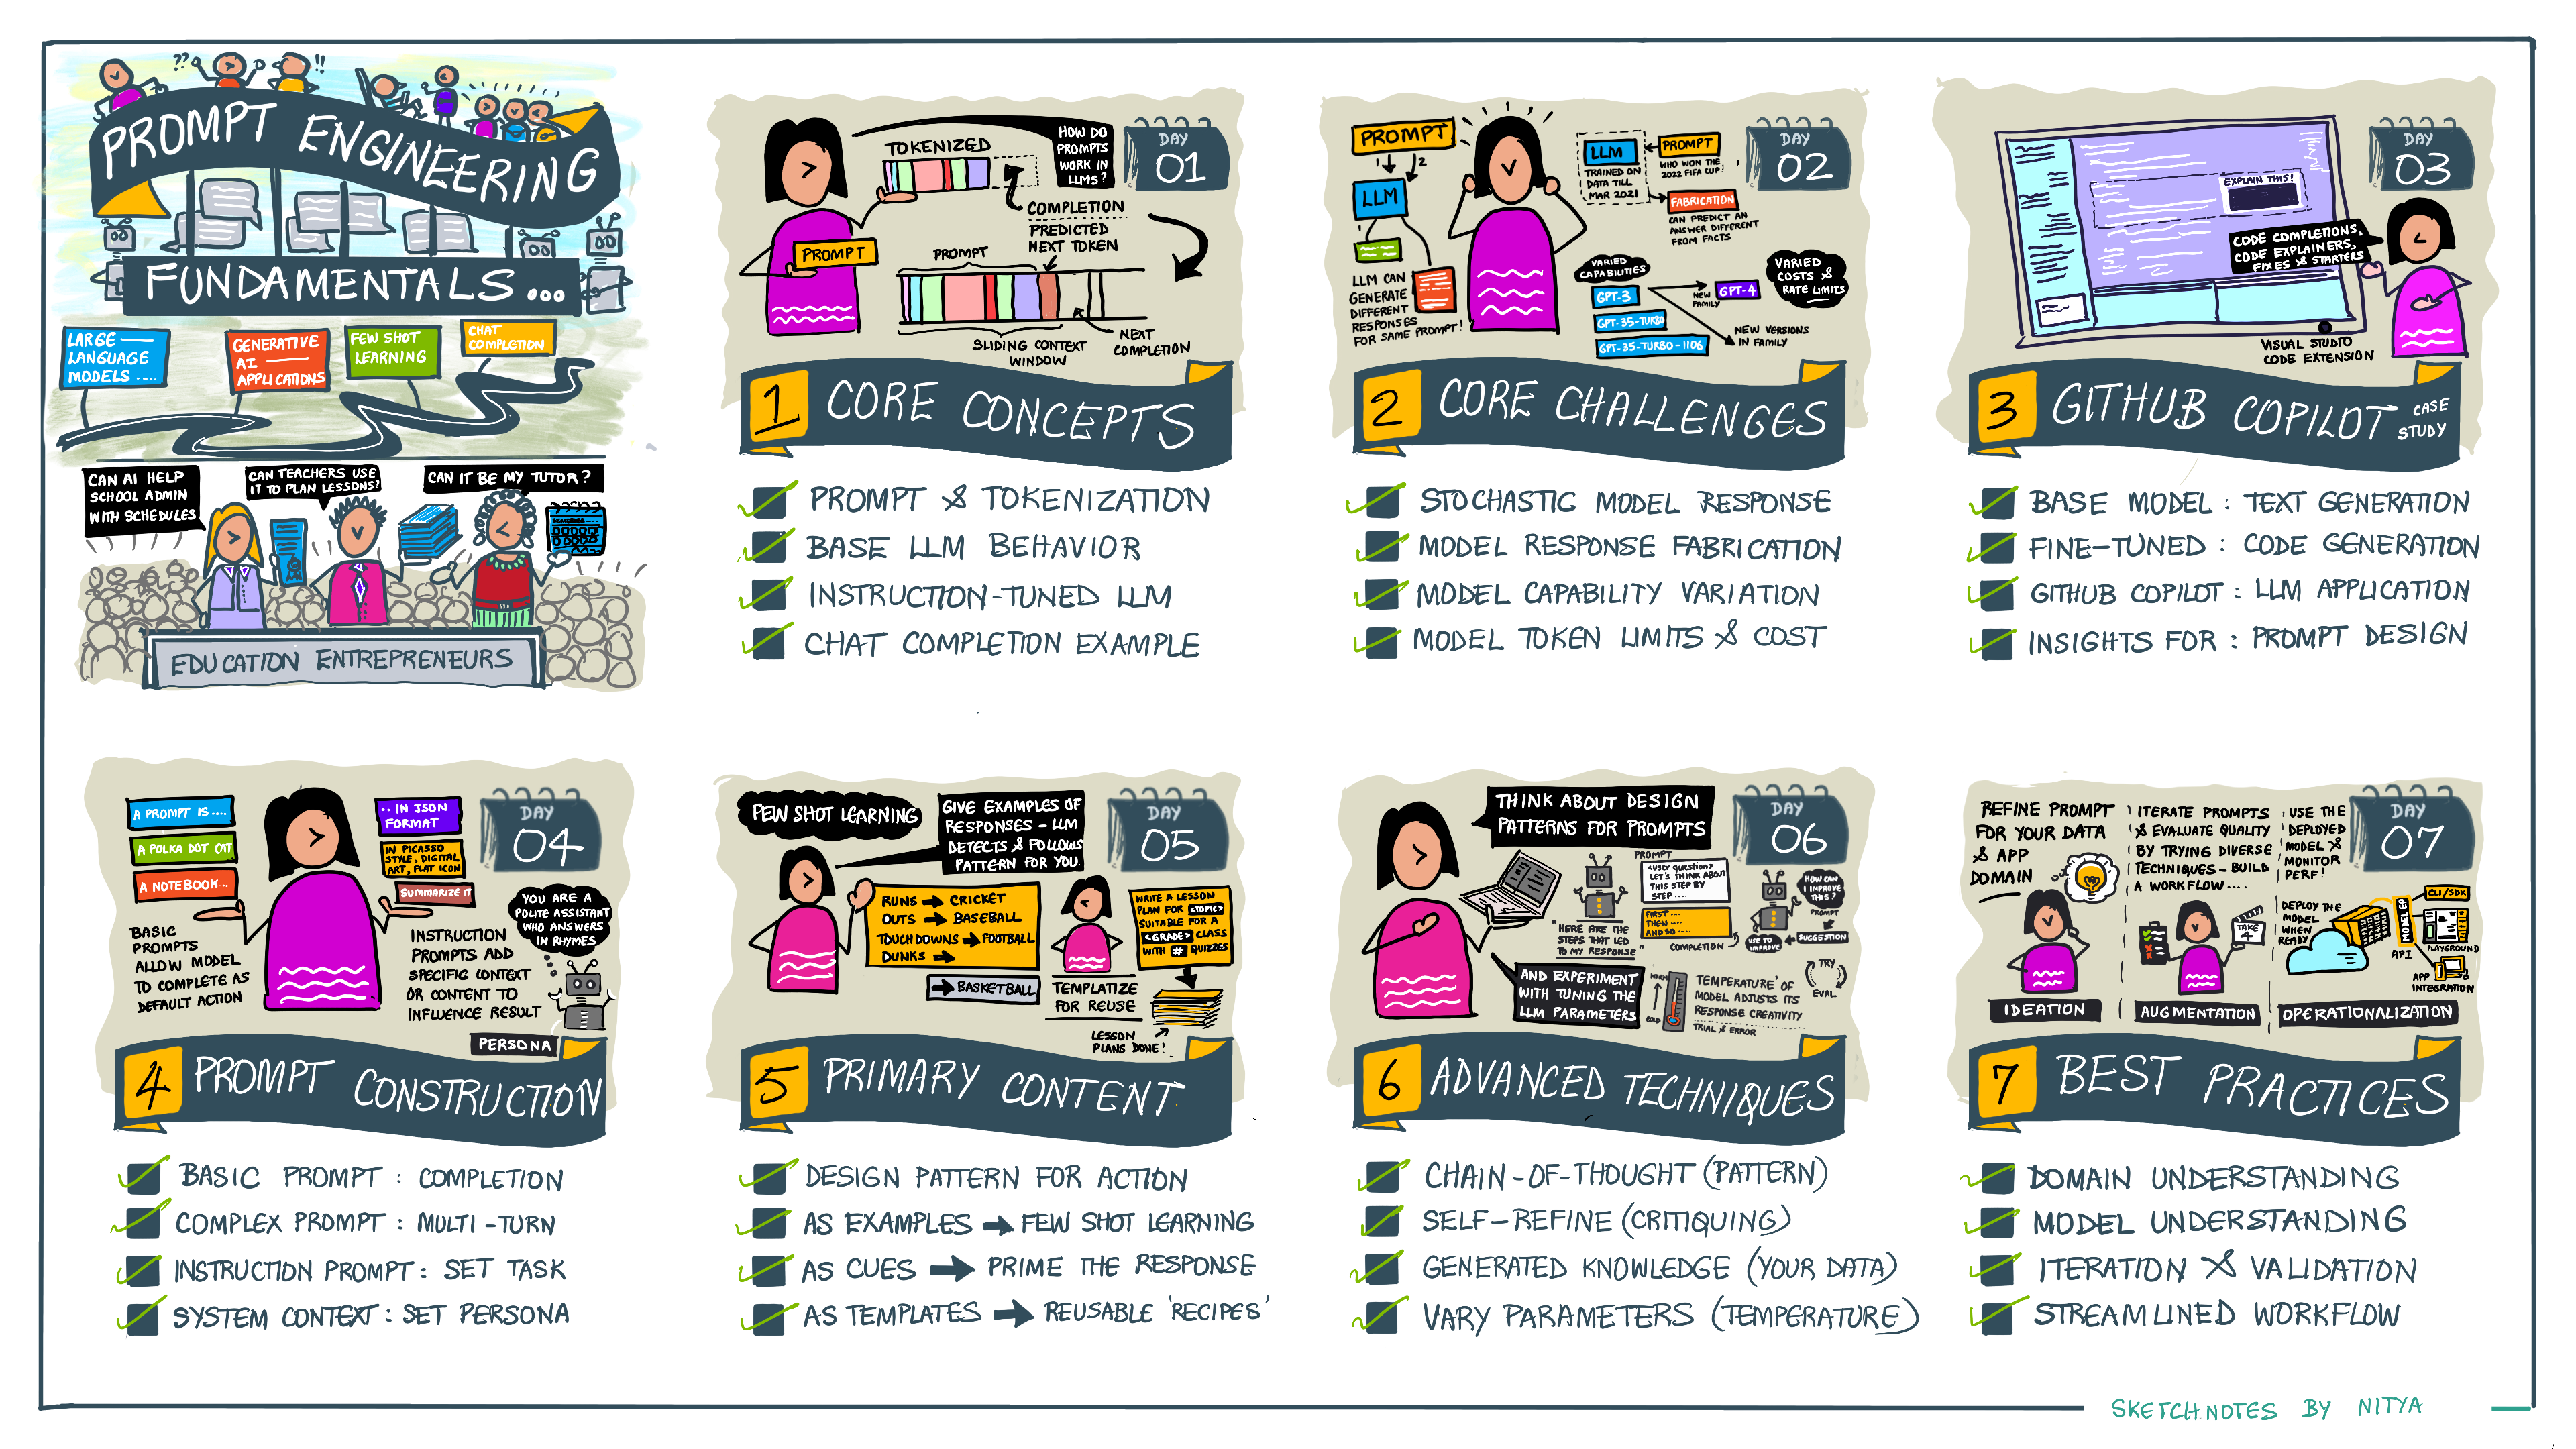 ?? !!
PROMPT ENGINEERING
FUNDAMENTALS...
LARGE
LANGUAGE
MODELS ....
GENERATIVE
AI
APPLICATIONS
FEW SHOT
LEARNING
CHAT
COMPLETION
CAN AI HELP
SCHOOL ADMIN
WITH SCHEDULES
CAN TEACHERS USE
IT TO PLAN LESSONS?
CAN IT BE MY TUTOR?
EDUCATION ENTREPRENEURS
TOKENIZED
HOW DO
PROMPTS
WORK IN
LLMS?
DAY
01
PROMPT
COMPLETION
PREDICTED
NEXT TOKEN
PROMPT
SLIDING CONTEXT
WINDOW
NEXT
COMPLETION
1 CORE CONCEPTS
PROMPT & TOKENIZATION
BASE LLM BEHAVIOR
INSTRUCTION-TUNED LLM
CHAT COMPLETION EXAMPLE
PROMPT
1 2
LLM
1
LLM CAN
GENERATE
DIFFERENT
RESPONSES
FOR SAME PROMPT!
LLM
TRAINED ON
DATA TILL
MAR 2021
PROMPT
WHO WON THE
2022 FIFA CUP?
FABRICATION
CAN PREDICT AN
ANSWER DIFFERENT
FROM FACTS
DAY
02
VARIED
CAPABILITIES
GPT-3
GPT-35-TURBO
GPT-35-TURBO-1106
NEW
FAMILY
GPT-4
NEW VERSIONS
IN FAMILY
VARIED
COSTS &
RATE LIMITS
2 CORE CHALLENGES
STOCHASTIC MODEL RESPONSE
MODEL RESPONSE FABRICATION
MODEL CAPABILITY VARIATION
MODEL TOKEN LIMITS & COST
EXPLAIN THIS!
DAY
03
CODE COMPLETIONS,
CODE EXPLAINERS,
FIXES & STARTERS
VISUAL STUDIO
CODE EXTENSION
3 GITHUB COPILOT CASE
STUDY
BASE MODEL : TEXT GENERATION
FINE-TUNED : CODE GENERATION
GITHUB COPILOT : LLM APPLICATION
INSIGHTS FOR : PROMPT DESIGN
A PROMPT IS....
A POLKA DOT CAT
A NOTEBOOK...
BASIC
PROMPTS
ALLOW MODEL
TO COMPLETE AS
DEFAULT ACTION
.. IN JSON
FORMAT
IN PICASSO
STYLE, DIGITAL
ART, FLAT ICON
SUMMARIZE IT
INSTRUCTION
PROMPTS ADD
SPECIFIC CONTEXT
OR CONTENT TO
INFLUENCE RESULT
DAY
04
YOU ARE A
POLITE ASSISTANT
WHO ANSWERS
IN RHYMES
PERSONA
4 PROMPT CONSTRUCTION
BASIC PROMPT : COMPLETION
COMPLEX PROMPT : MULTI-TURN
INSTRUCTION PROMPT : SET TASK
SYSTEM CONTEXT : SET PERSONA
FEW SHOT LEARNING
GIVE EXAMPLES OF
RESPONSES - LLM
DETECTS & FOLLOWS
PATTERN FOR YOU.
DAY
05
RUNS → CRICKET
OUTS → BASEBALL
TOUCHDOWNS → FOOTBALL
DUNKS →
→ BASKETBALL
TEMPLATIZE
FOR REUSE
WRITE A LESSON
PLAN FOR <TOPIC>
SUITABLE FOR A
<GRADE> CLASS
WITH # QUIZZES
LESSON
PLANS DONE!
5 PRIMARY CONTENT
DESIGN PATTERN FOR ACTION
AS EXAMPLES → FEW SHOT LEARNING
AS CUES → PRIME THE RESPONSE
AS TEMPLATES → REUSABLE 'RECIPES'
THINK ABOUT DESIGN
PATTERNS FOR PROMPTS
DAY
06
PROMPT
<USER QUESTION>
LET'S THINK ABOUT
THIS STEP BY
STEP ....
FIRST ....
THEN ....
AND SO ....
COMPLETION
"HERE ARE THE
STEPS THAT LED
TO MY RESPONSE"
HOW CAN
I IMPROVE
THIS?
PROMPT
SUGGESTION
USE TO
IMPROVE
TRY
EVAL
AND EXPERIMENT
WITH TUNING THE
LLM PARAMETERS
COLD
'TEMPERATURE' OF
MODEL ADJUSTS ITS
RESPONSE CREATIVITY
TRIAL & ERROR
6 ADVANCED TECHNIQUES
CHAIN-OF-THOUGHT (PATTERN)
SELF-REFINE (CRITIQUING)
GENERATED KNOWLEDGE (YOUR DATA)
VARY PARAMETERS (TEMPERATURE)
REFINE PROMPT
FOR YOUR DATA
& APP
DOMAIN
IDEATION
ITERATE PROMPTS
& EVALUATE QUALITY
BY TRYING DIVERSE
TECHNIQUES - BUILD
A WORKFLOW....
TAKE
4
AUGMENTATION
USE THE
DEPLOYED
MODEL &
MONITOR
PERF!
DAY
07
DEPLOY THE
MODEL
WHEN
READY
MODEL EP
API
CLI/SDK
PLAYGROUND
APP
INTEGRATION
OPERATIONALIZATION
7 BEST PRACTICES
DOMAIN UNDERSTANDING
MODEL UNDERSTANDING
ITERATION & VALIDATION
STREAMLINED WORKFLOW
SKETCHNOTES BY NITYA